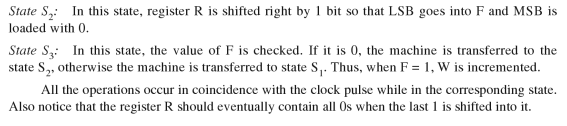 State S₂: In this state, register R is shifted right by 1 bit so that LSB goes into F and MSB is
loaded with 0.
State S₃: In this state, the value of F is checked. If it is 0, the machine is transferred to the
state S₂, otherwise the machine is transferred to state S₁. Thus, when F = 1, W is incremented.
All the operations occur in coincidence with the clock pulse while in the corresponding state.
Also notice that the register R should eventually contain all 0s when the last 1 is shifted into it.